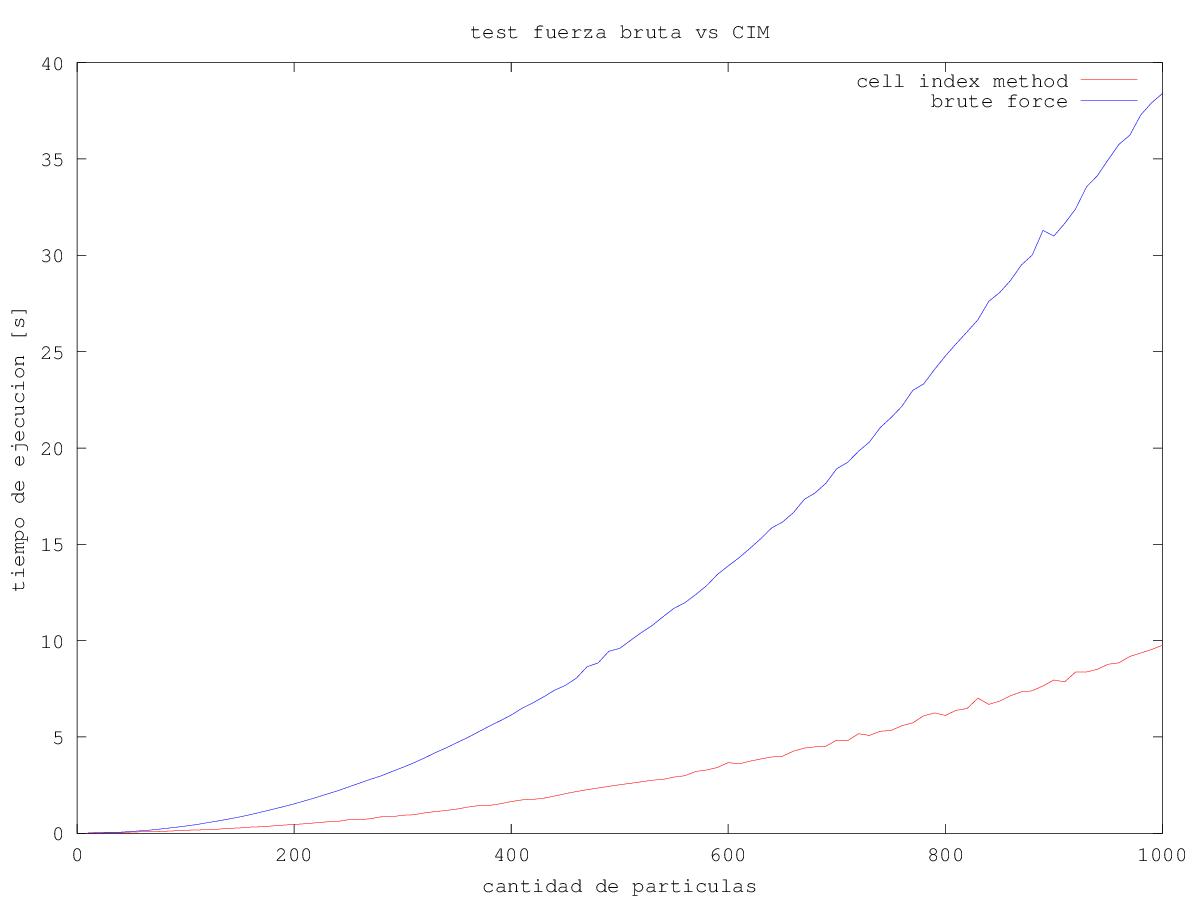 test fuerza bruta vs CIM
cell index method
brute force
40
35
30
25
20
15
10
5
0
tiempo de ejecucion [s]
0 200 400 600 800 1000
cantidad de particulas